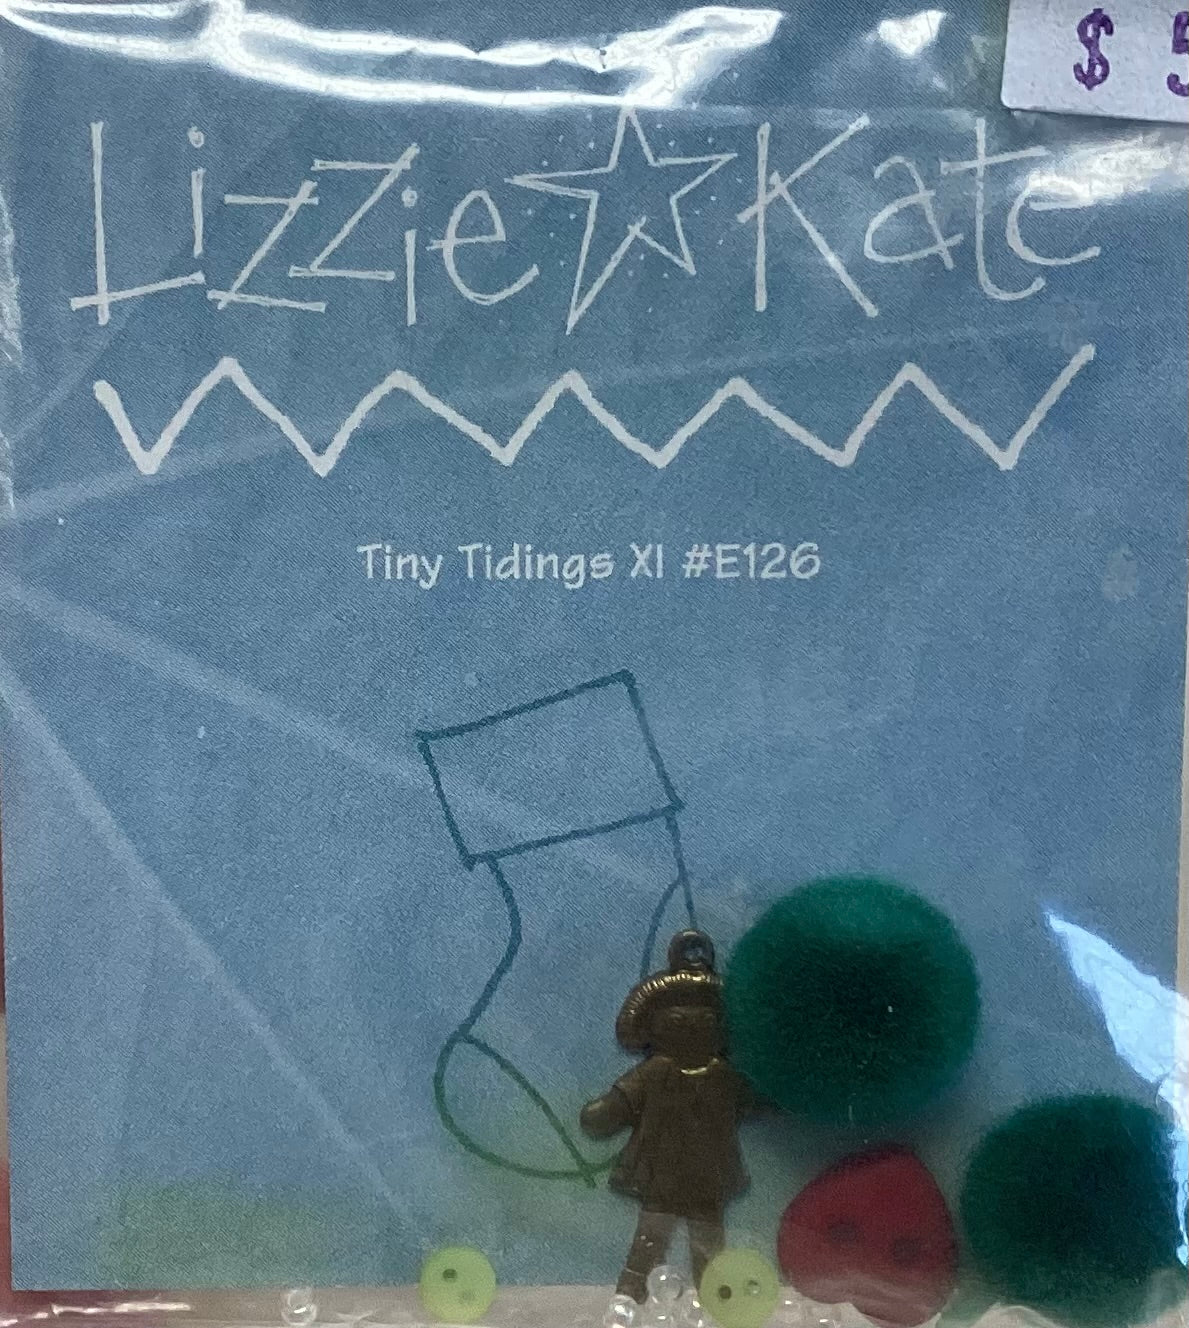 $ 5
Lizzie Kate
Tiny Tidings XI #E126